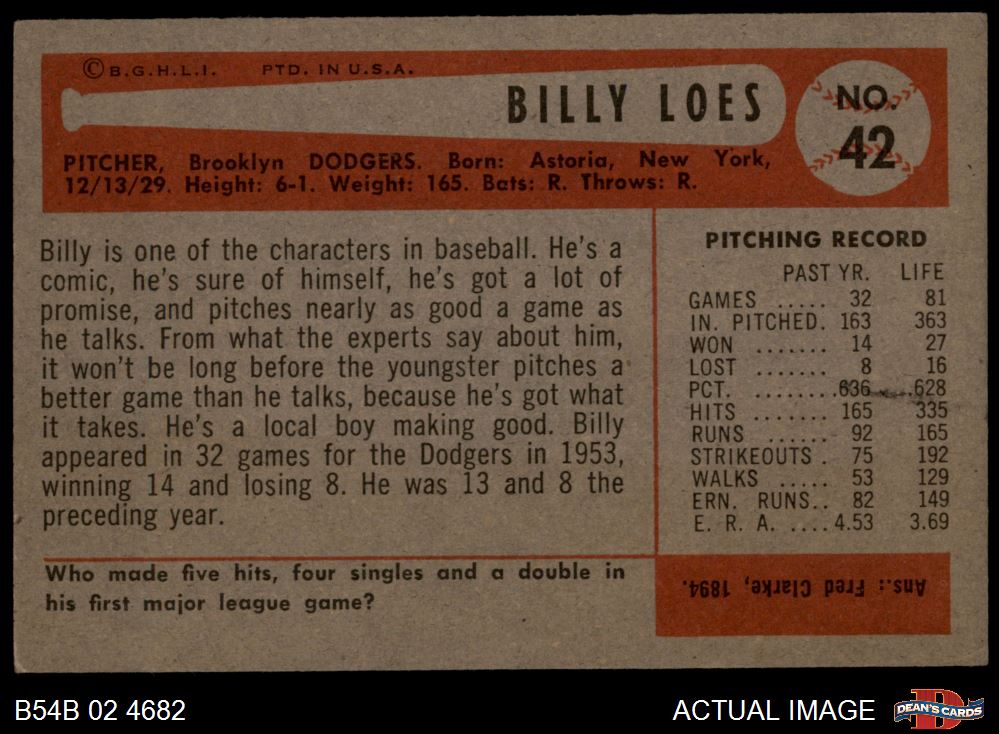 ©B.G.H.L.I. PTD. IN U.S.A.
BILLY LOES
NO. 42
PITCHER, Brooklyn DODGERS. Born: Astoria, New York,
12/13/29. Height: 6-1. Weight: 165. Bats: R. Throws: R.
Billy is one of the characters in baseball. He's a
comic, he's sure of himself, he's got a lot of
promise, and pitches nearly as good a game as
he talks. From what the experts say about him,
it won't be long before the youngster pitches a
better game than he talks, because he's got what
it takes. He's a local boy making good. Billy
appeared in 32 games for the Dodgers in 1953,
winning 14 and losing 8. He was 13 and 8 the
preceding year.
PITCHING RECORD
PAST YR. LIFE
GAMES ..... 32 81
IN. PITCHED. 163 363
WON ....... 14 27
LOST ....... 8 16
PCT. ........636 .628
HITS ........ 165 335
RUNS ...... 92 165
STRIKEOUTS . 75 192
WALKS ..... 53 129
ERN. RUNS.. 82 149
E. R. A. ....4.53 3.69
Who made five hits, four singles and a double in
his first major league game?
Ans.: Fred Clarke, 1894.
B54B 02 4682
ACTUAL IMAGE
D
DEAN'S CARDS